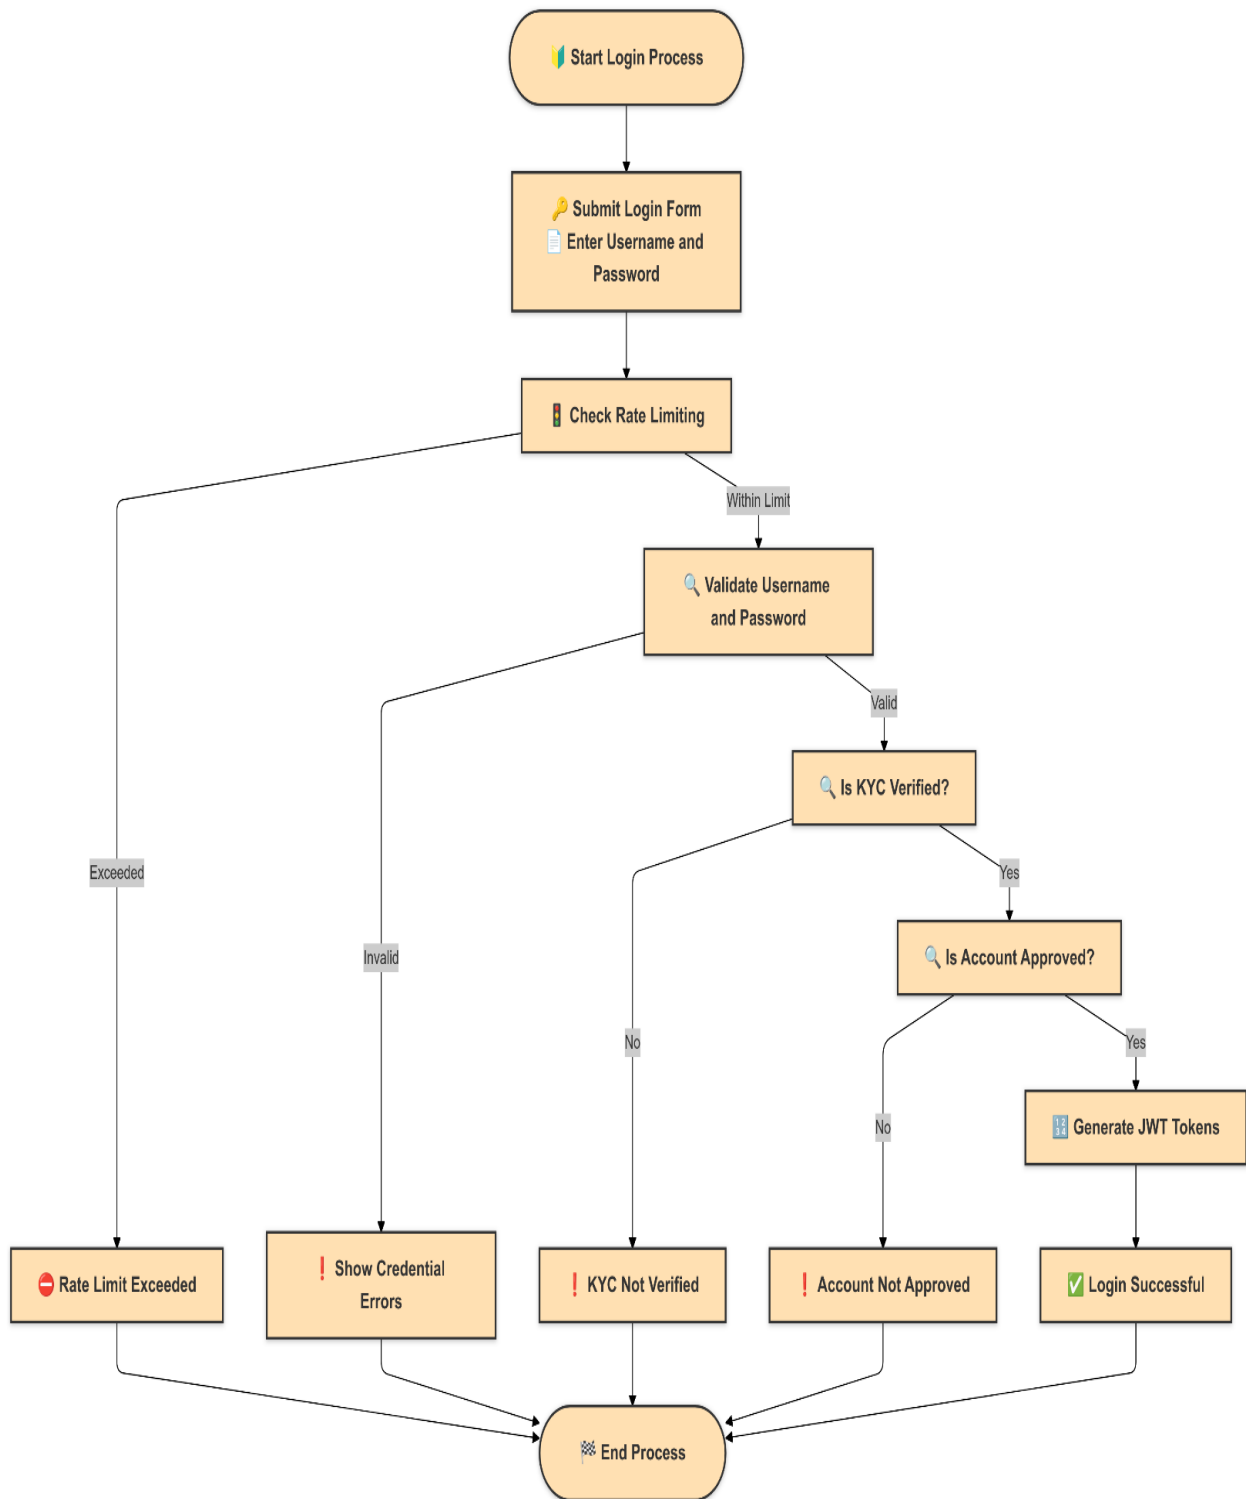 🔰 Start Login Process
🔑 Submit Login Form
📄 Enter Username and
Password
🚦 Check Rate Limiting
Within Limit
🔍 Validate Username
and Password
Valid
🔍 Is KYC Verified?
Exceeded
Yes
Invalid
🔍 Is Account Approved?
No
Yes
No
🔢 Generate JWT Tokens
⛔ Rate Limit Exceeded
❗ Show Credential
Errors
❗ KYC Not Verified
❗ Account Not Approved
✅ Login Successful
🏁 End Process